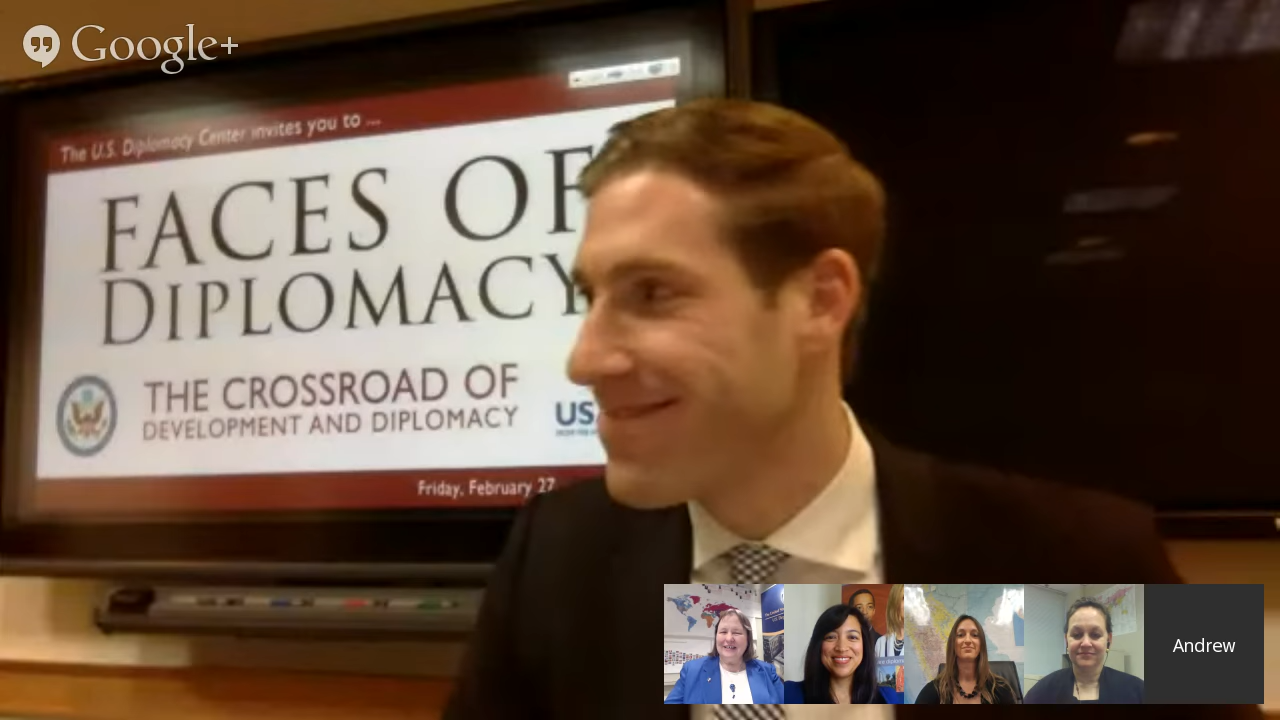 Google+
The U.S. Diplomacy Center invites you to ...
FACES OF
DIPLOMACY
THE CROSSROAD OF
DEVELOPMENT AND DIPLOMACY
US
Friday, February 27
Andrew